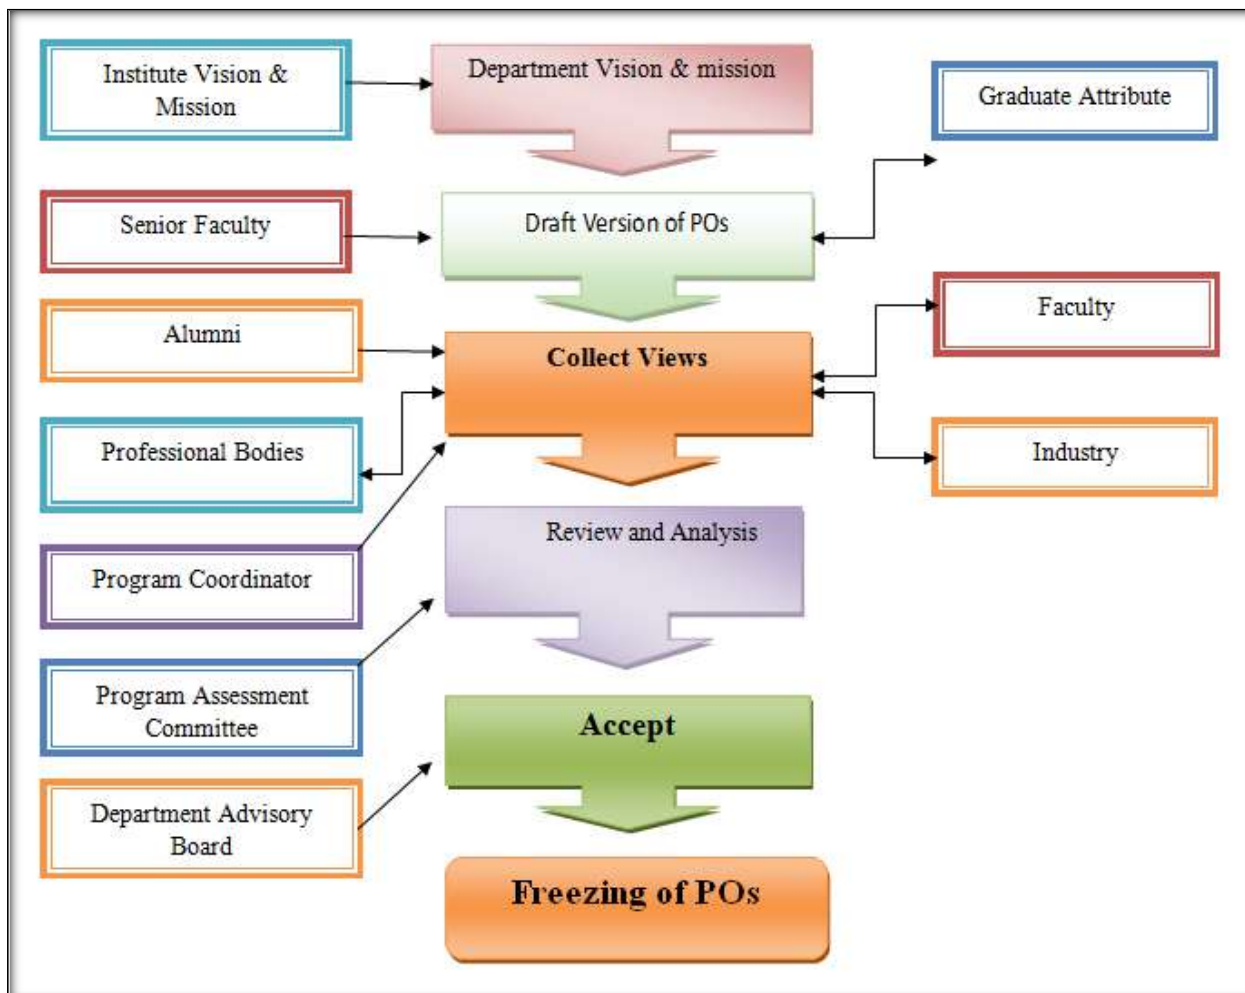 Institute Vision &
Mission
Department Vision & mission
Graduate Attribute
Senior Faculty
Draft Version of POs
Alumni
Collect Views
Faculty
Professional Bodies
Industry
Program Coordinator
Review and Analysis
Program Assessment
Committee
Accept
Department Advisory
Board
Freezing of POs